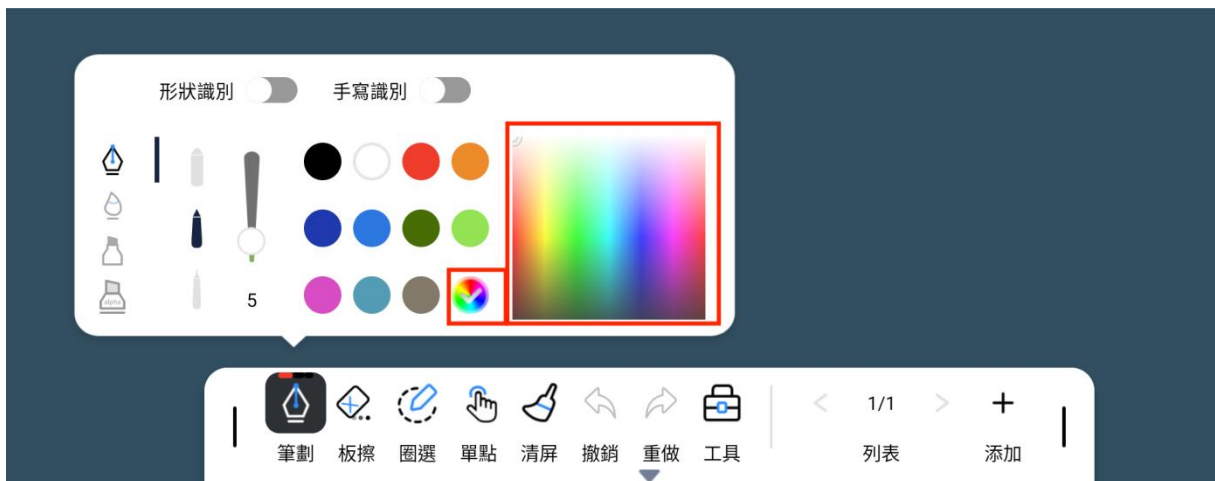 形狀識別 手寫識別
alpha
5
1/1
筆劃 板擦 圈選 單點 清屏 撤銷 重做 工具 列表 添加